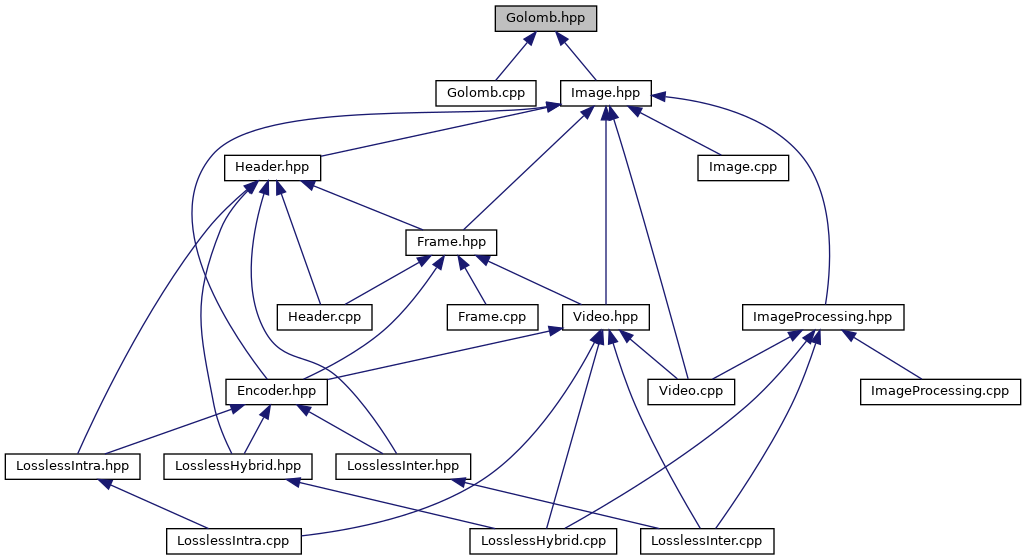 Golomb.hpp
Golomb.cpp
Image.hpp
Header.hpp
Image.cpp
Frame.hpp
Header.cpp
Frame.cpp
Video.hpp
ImageProcessing.hpp
Encoder.hpp
Video.cpp
ImageProcessing.cpp
LosslessIntra.hpp
LosslessHybrid.hpp
LosslessInter.hpp
LosslessIntra.cpp
LosslessHybrid.cpp
LosslessInter.cpp